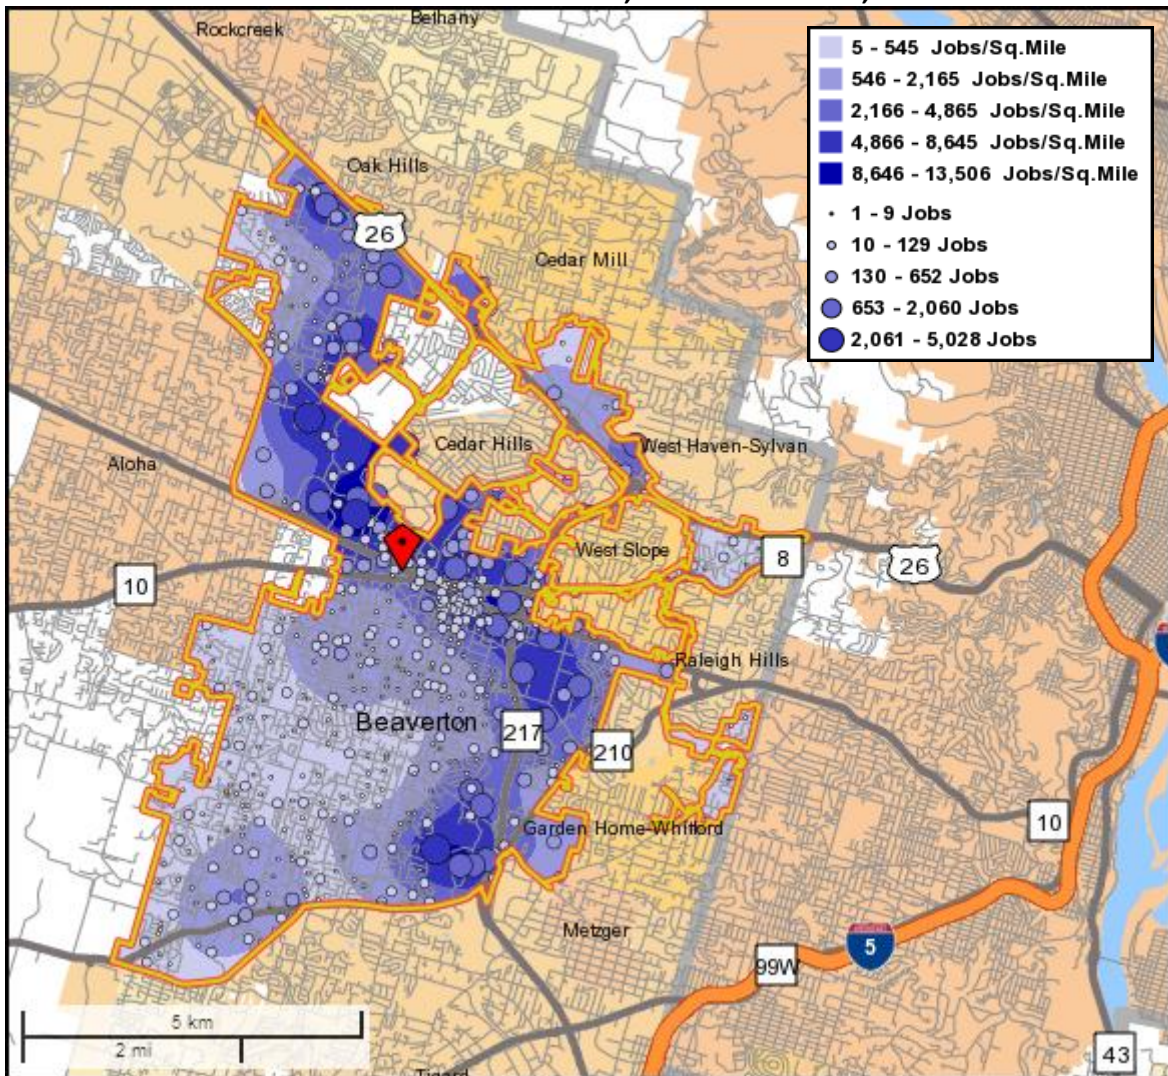 Rockcreek
Bethany
5 - 545 Jobs/Sq.Mile
546 - 2,165 Jobs/Sq.Mile
2,166 - 4,865 Jobs/Sq.Mile
4,866 - 8,645 Jobs/Sq.Mile
8,646 - 13,506 Jobs/Sq.Mile
1 - 9 Jobs
10 - 129 Jobs
130 - 652 Jobs
653 - 2,060 Jobs
2,061 - 5,028 Jobs
Oak Hills
26
Cedar Mill
Cedar Hills
West Haven-Sylvan
Aloha
West Slope
8
26
10
Raleigh Hills
Beaverton
217
210
10
Garden Home-Whitford
Metzger
5
99W
5 km
2 mi
43
Tigard